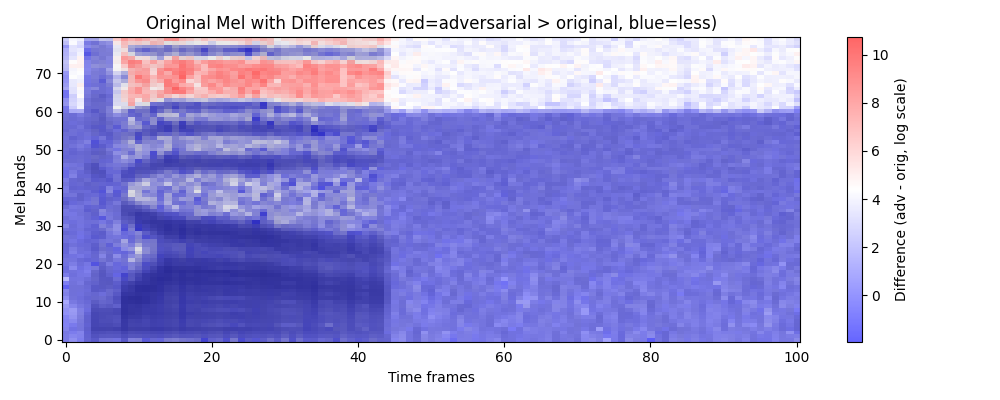 Original Mel with Differences (red=adversarial > original, blue=less)
Mel bands
70
60
50
40
30
20
10
0
0 20 40 60 80 100
Time frames
10
8
6
4
2
0
Difference (adv - orig, log scale)